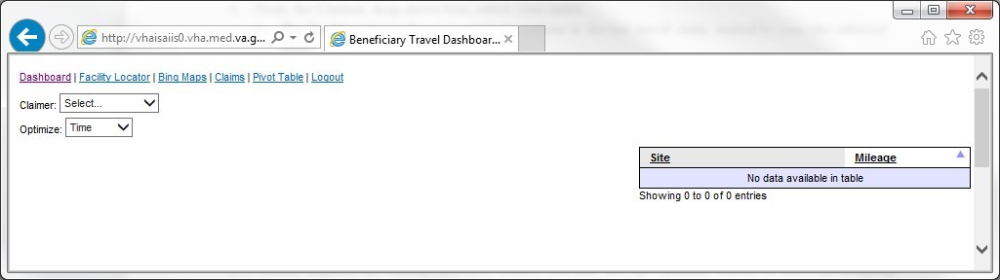 http://vhaisaiis0.vha.med.va.g...
Beneficiary Travel Dashboar...
Dashboard | Facility Locator | Bing Maps | Claims | Pivot Table | Logout
Claimer: Select...
Optimize: Time
Site Mileage
No data available in table
Showing 0 to 0 of 0 entries